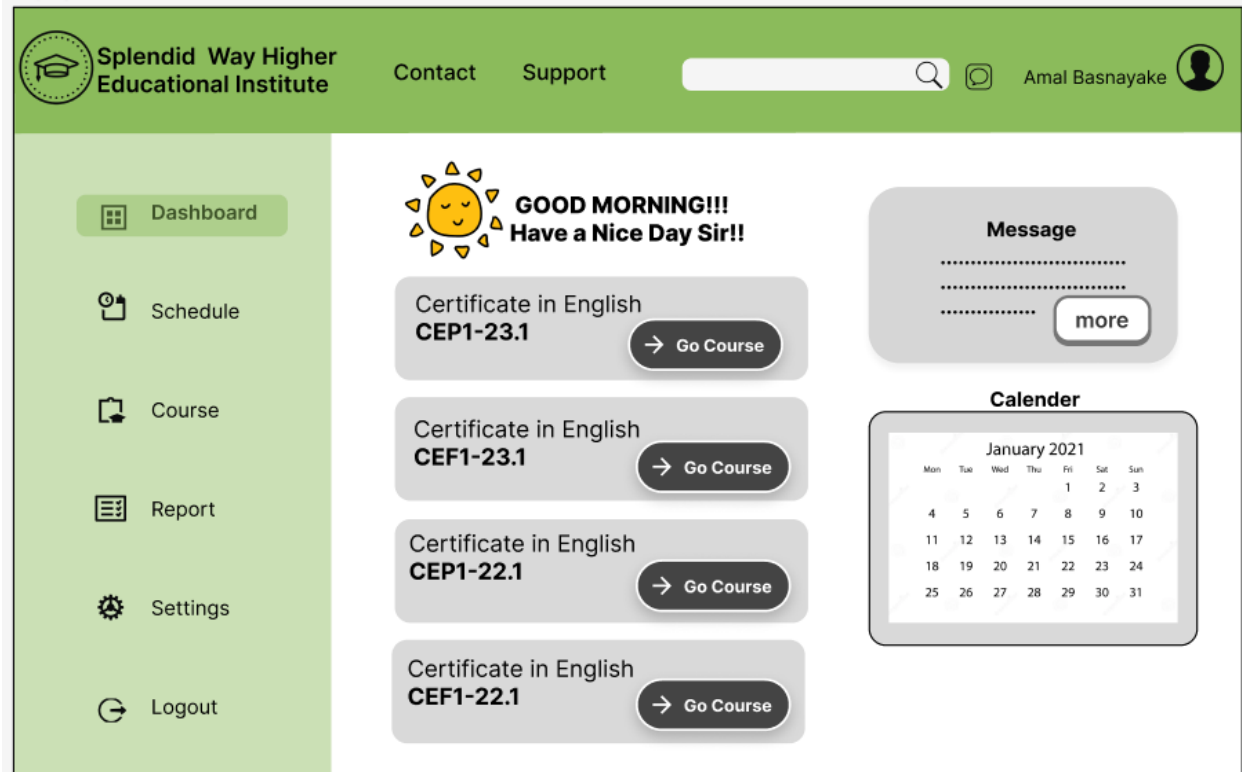 Splendid Way Higher
Educational Institute
Contact
Support
Amal Basnayake
Dashboard
Schedule
Course
Report
Settings
Logout
GOOD MORNING!!!
Have a Nice Day Sir!!
Certificate in English
CEP1-23.1
Go Course
Certificate in English
CEF1-23.1
Go Course
Certificate in English
CEP1-22.1
Go Course
Certificate in English
CEF1-22.1
Go Course
Message
more
Calender
January 2021
Mon Tue Wed Thu Fri Sat Sun
1 2 3
4 5 6 7 8 9 10
11 12 13 14 15 16 17
18 19 20 21 22 23 24
25 26 27 28 29 30 31